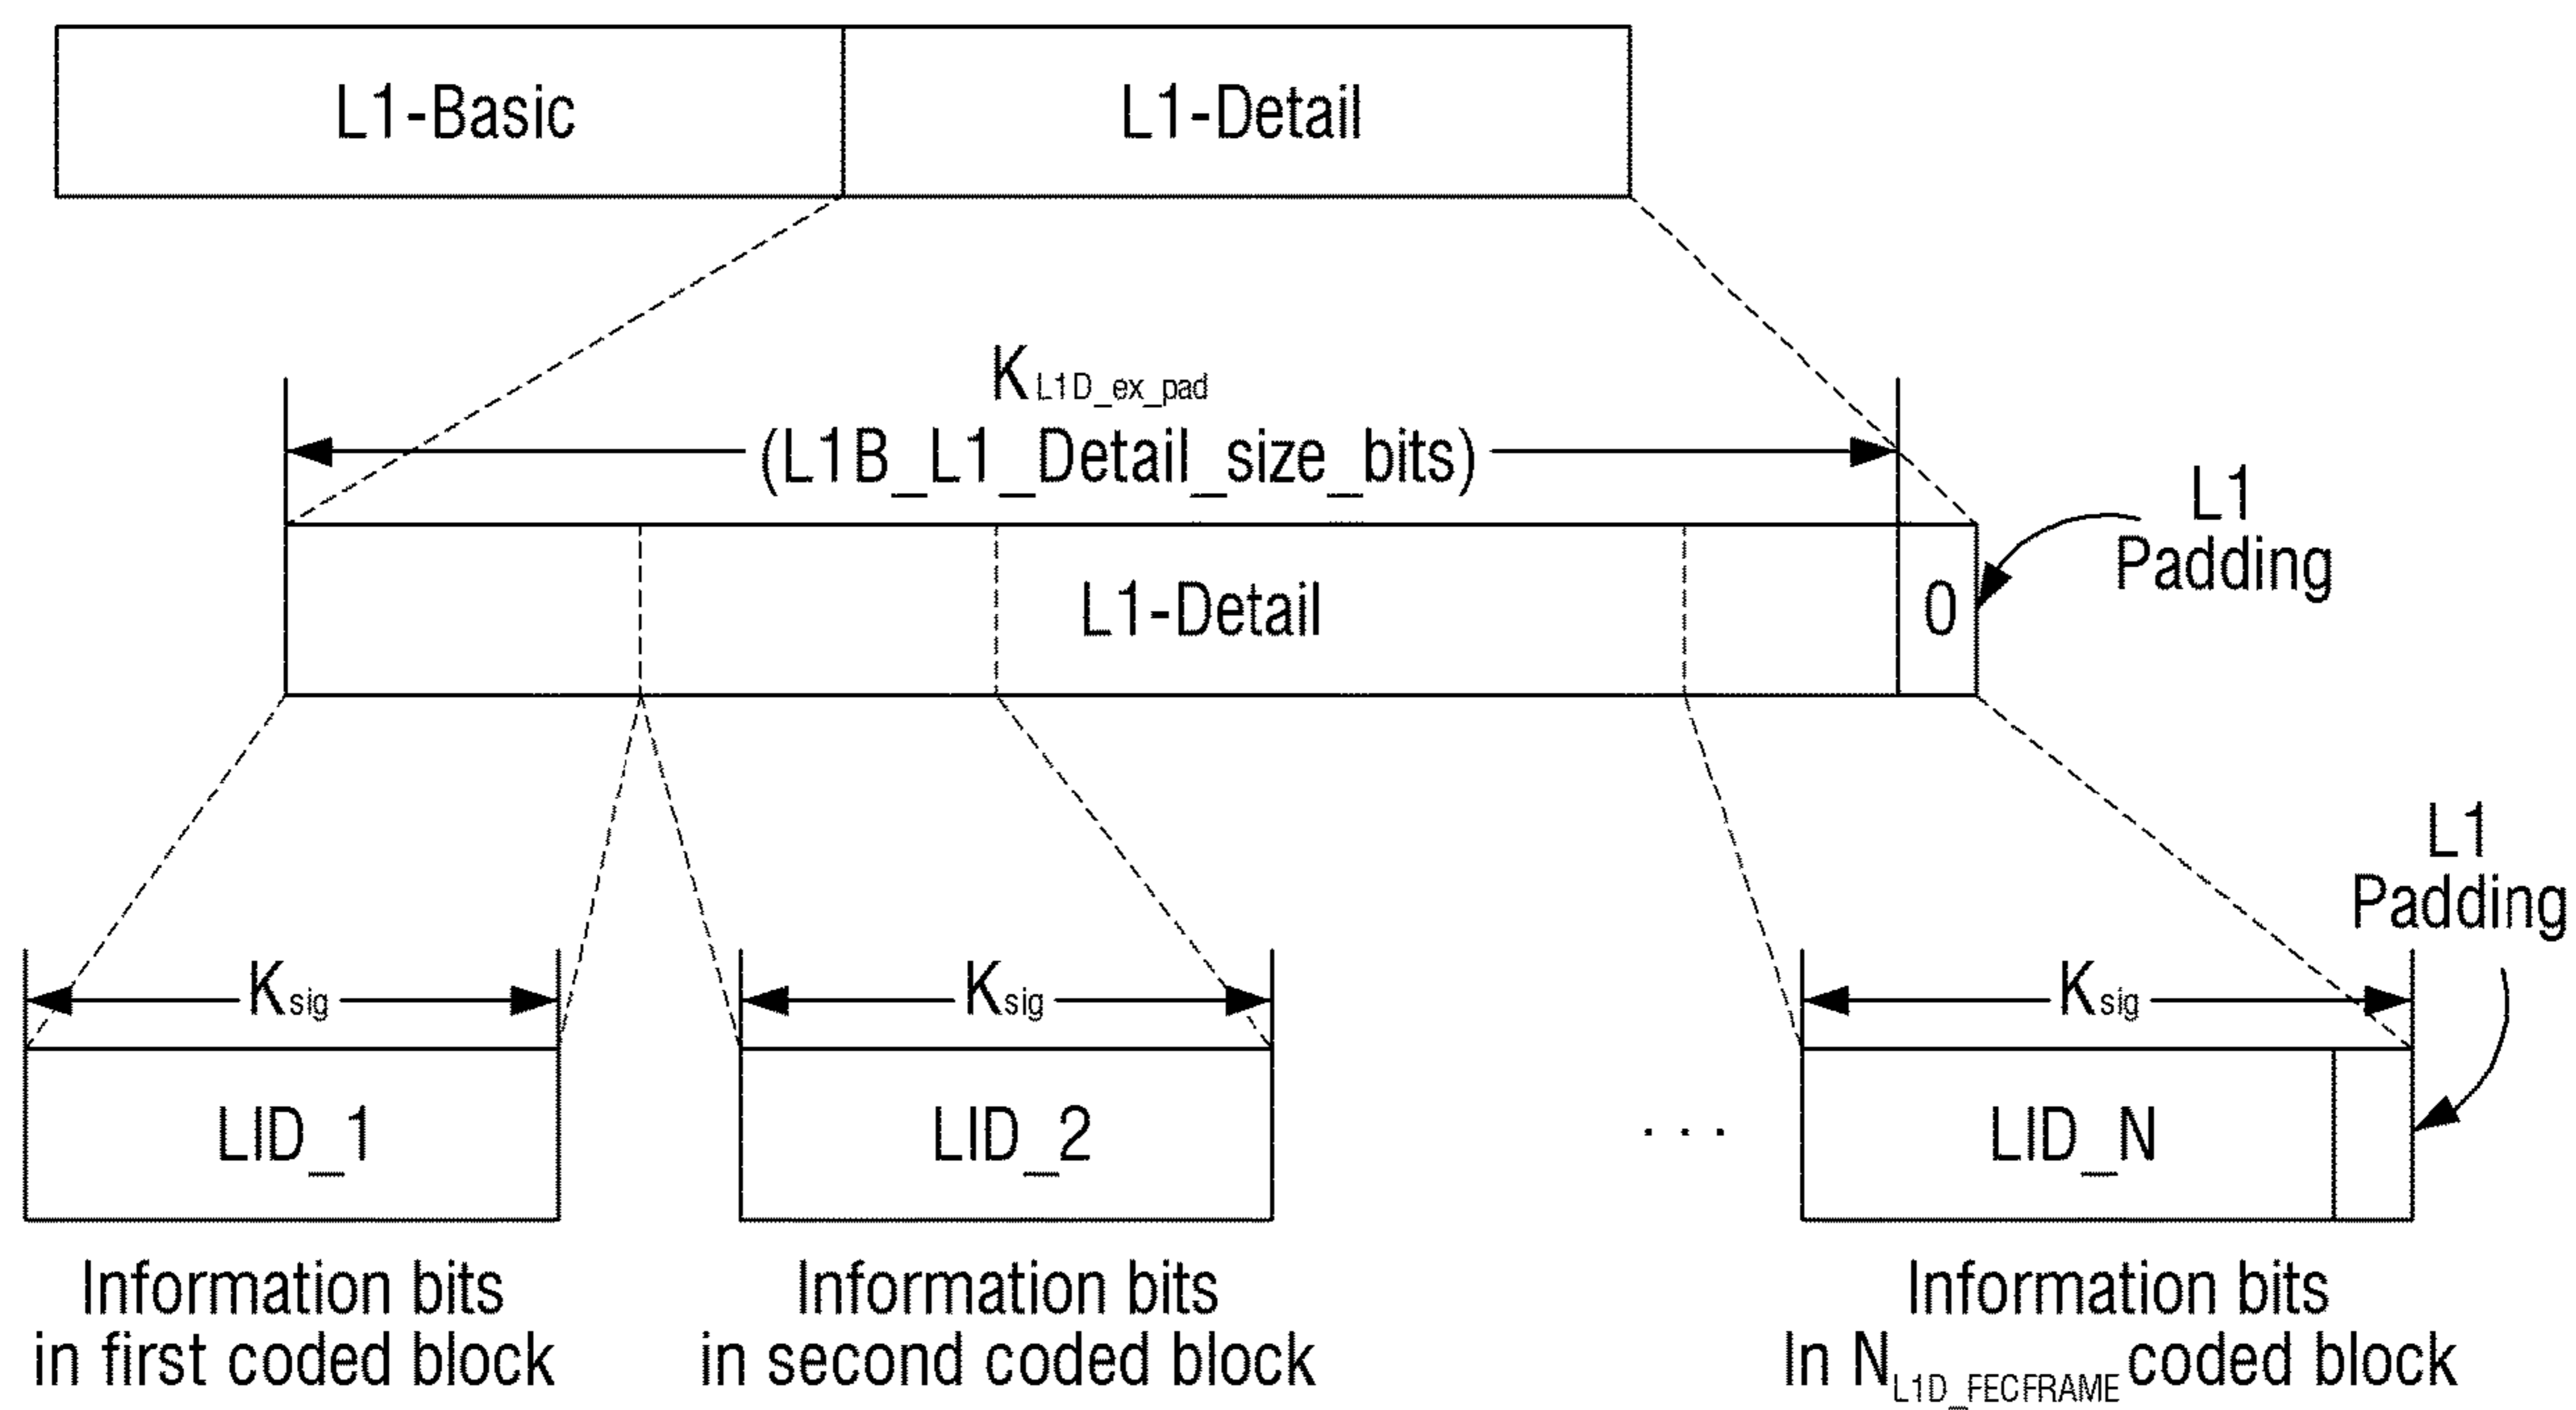 L1-Basic
L1-Detail
K L1D_ex_pad
(L1B_L1_Detail_size_bits)
L1
Padding
L1-Detail
0
L1
Padding
Ksig
Ksig
Ksig
LID_1
LID_2
...
LID_N
Information bits
in first coded block
Information bits
in second coded block
Information bits
In NL1D_FECFRAME coded block